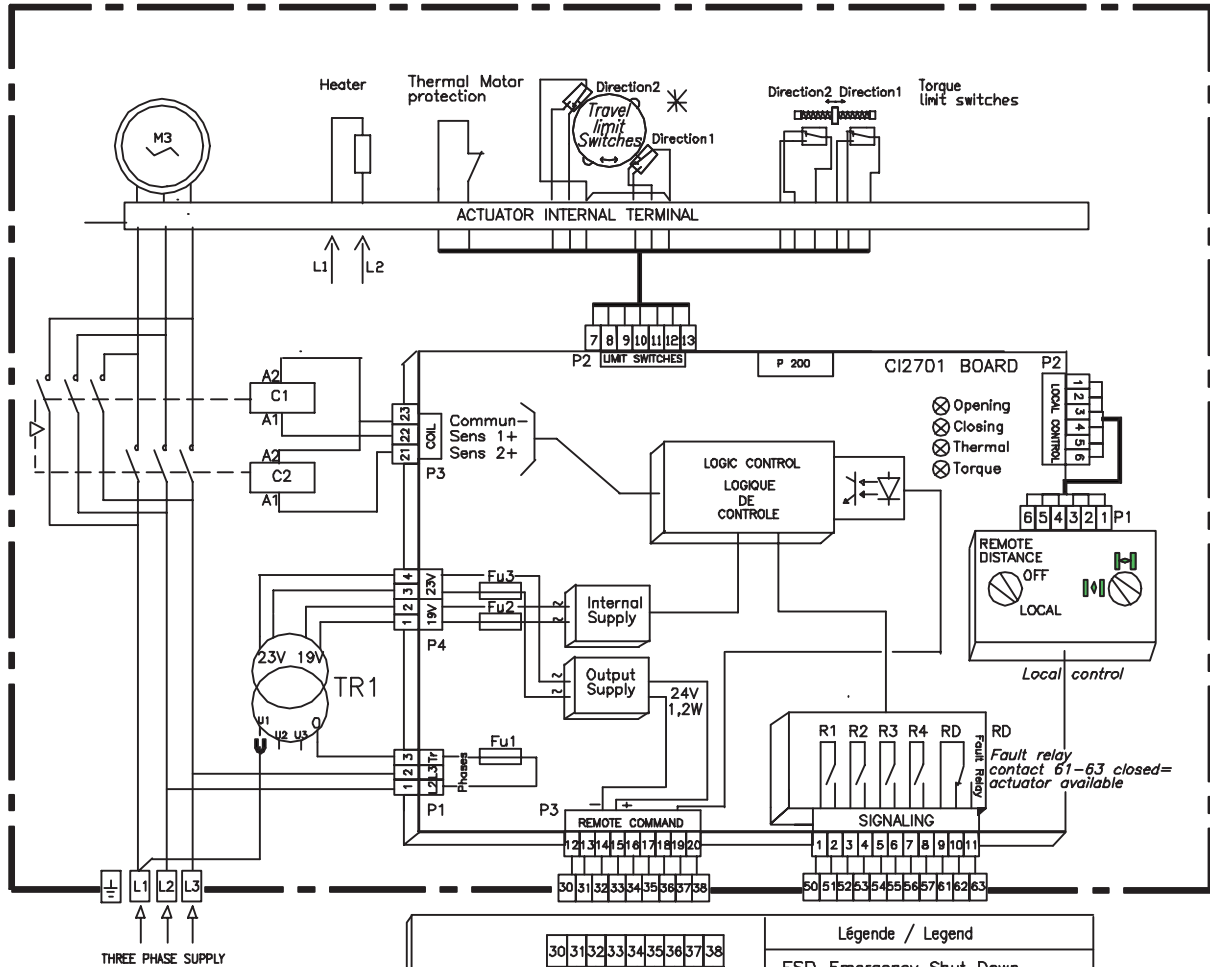 Heater
Thermal Motor
protection
Direction2
Travel
limit
Switches
Direction1
Direction2 Direction1
Torque
limit switches
M3
ACTUATOR INTERNAL TERMINAL
L1
L2
7 8 9 10 11 12 13
P2
LIMIT SWITCHES
P 200
CI2701 BOARD
P2
LOCAL CONTROL
1
2
3
4
5
6
A2
C1
A1
A2
C2
A1
23
22
21
COIL
P3
Commun-
Sens 1+
Sens 2+
Opening
Closing
Thermal
Torque
LOGIC CONTROL
LOGIQUE
DE
CONTROLE
6 5 4 3 2 1
P1
REMOTE
DISTANCE
OFF
LOCAL
Local control
4
3
2
1
23V
19V
P4
Fu3
Fu2
Internal
Supply
Output
Supply
24V
1,2W
23V 19V
TR1
U1
U2
U3
0
3
2
1
Tr
L3
L2
Phases
P1
Fu1
R1 R2 R3 R4 RD
Fault Relay
RD
Fault relay
contact 61-63 closed=
actuator available
P3
- +
REMOTE COMMAND
12 13 14 15 16 17 18 19 20
30 31 32 33 34 35 36 37 38
SIGNALING
1 2 3 4 5 6 7 8 9 10 11
50 51 52 53 54 55 56 57 61 62 63
L1 L2 L3
THREE PHASE SUPPLY
30 31 32 33 34 35 36 37 38
Légende / Legend
ESD Emergency Shut Down